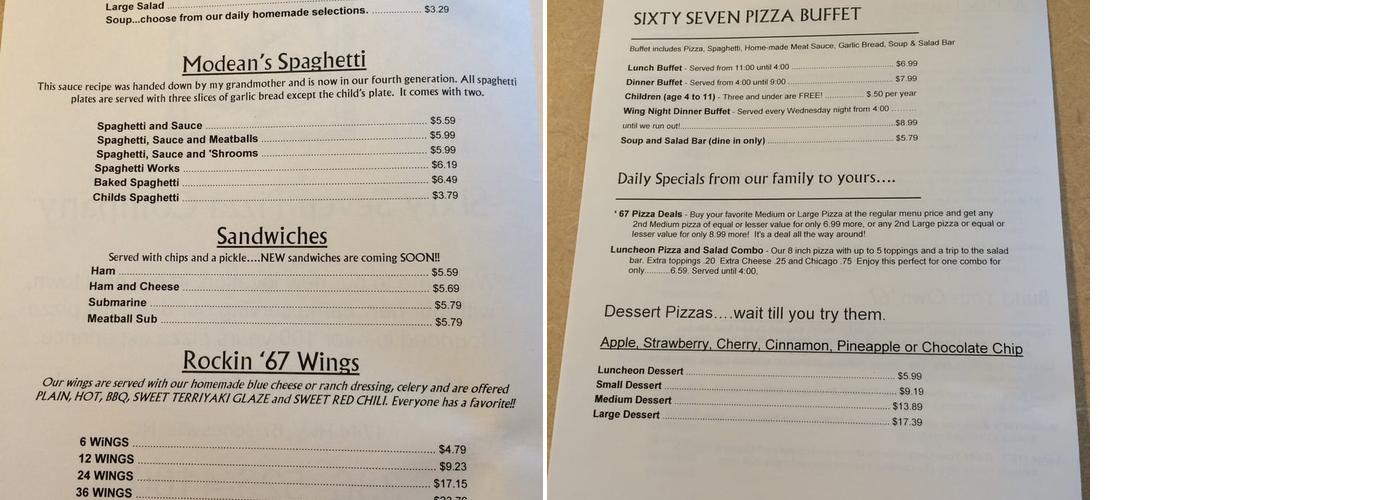 Large Salad
Soup...choose from our daily homemade selections. ................ $3.29
Modean's Spaghetti
This sauce recipe was handed down by my grandmother and is now in our fourth generation. All spaghetti
plates are served with three slices of garlic bread except the child's plate. It comes with two.
Spaghetti and Sauce ................ $5.59
Spaghetti, Sauce and Meatballs ................ $5.99
Spaghetti, Sauce and 'Shrooms ................ $5.99
Spaghetti Works ................ $6.19
Baked Spaghetti ................ $6.49
Childs Spaghetti ................ $3.79
Sandwiches
Served with chips and a pickle....NEW sandwiches are coming SOON!!
Ham ................ $5.59
Ham and Cheese ................ $5.69
Submarine ................ $5.79
Meatball Sub ................ $5.79
Rockin '67 Wings
Our wings are served with our homemade blue cheese or ranch dressing, celery and are offered
PLAIN, HOT, BBQ, SWEET TERRIYAKI GLAZE and SWEET RED CHILI. Everyone has a favorite!!
6 WiNGS ................ $4.79
12 WINGS ................ $9.23
24 WINGS ................ $17.15
36 WINGS
SIXTY SEVEN PIZZA BUFFET
Buffet includes Pizza, Spaghetti, Home-made Meat Sauce, Garlic Bread, Soup & Salad Bar
Lunch Buffet - Served from 11:00 until 4:00 ................ $6.99
Dinner Buffet - Served from 4:00 until 9:00 ................ $7.99
Children (age 4 to 11) - Three and under are FREE! ................ $.50 per year
Wing Night Dinner Buffet - Served every Wednesday night from 4:00 .........
until we run out!................ $8.99
Soup and Salad Bar (dine in only) ................ $5.79
Daily Specials from our family to yours....
' 67 Pizza Deals - Buy your favorite Medium or Large Pizza at the regular menu price and get any
2nd Medium pizza of equal or lesser value for only 6.99 more, or any 2nd Large pizza or equal or
lesser value for only 8.99 more! It's a deal all the way around!
Luncheon Pizza and Salad Combo - Our 8 inch pizza with up to 5 toppings and a trip to the salad
bar. Extra toppings .20 Extra Cheese .25 and Chicago .75 Enjoy this perfect for one combo for
only..........6.59. Served until 4:00,
Dessert Pizzas....wait till you try them.
Apple, Strawberry, Cherry, Cinnamon, Pineapple or Chocolate Chip
Luncheon Dessert ................ $5.99
Small Dessert ................ $9.19
Medium Dessert ................ $13.89
Large Dessert ................ $17.39